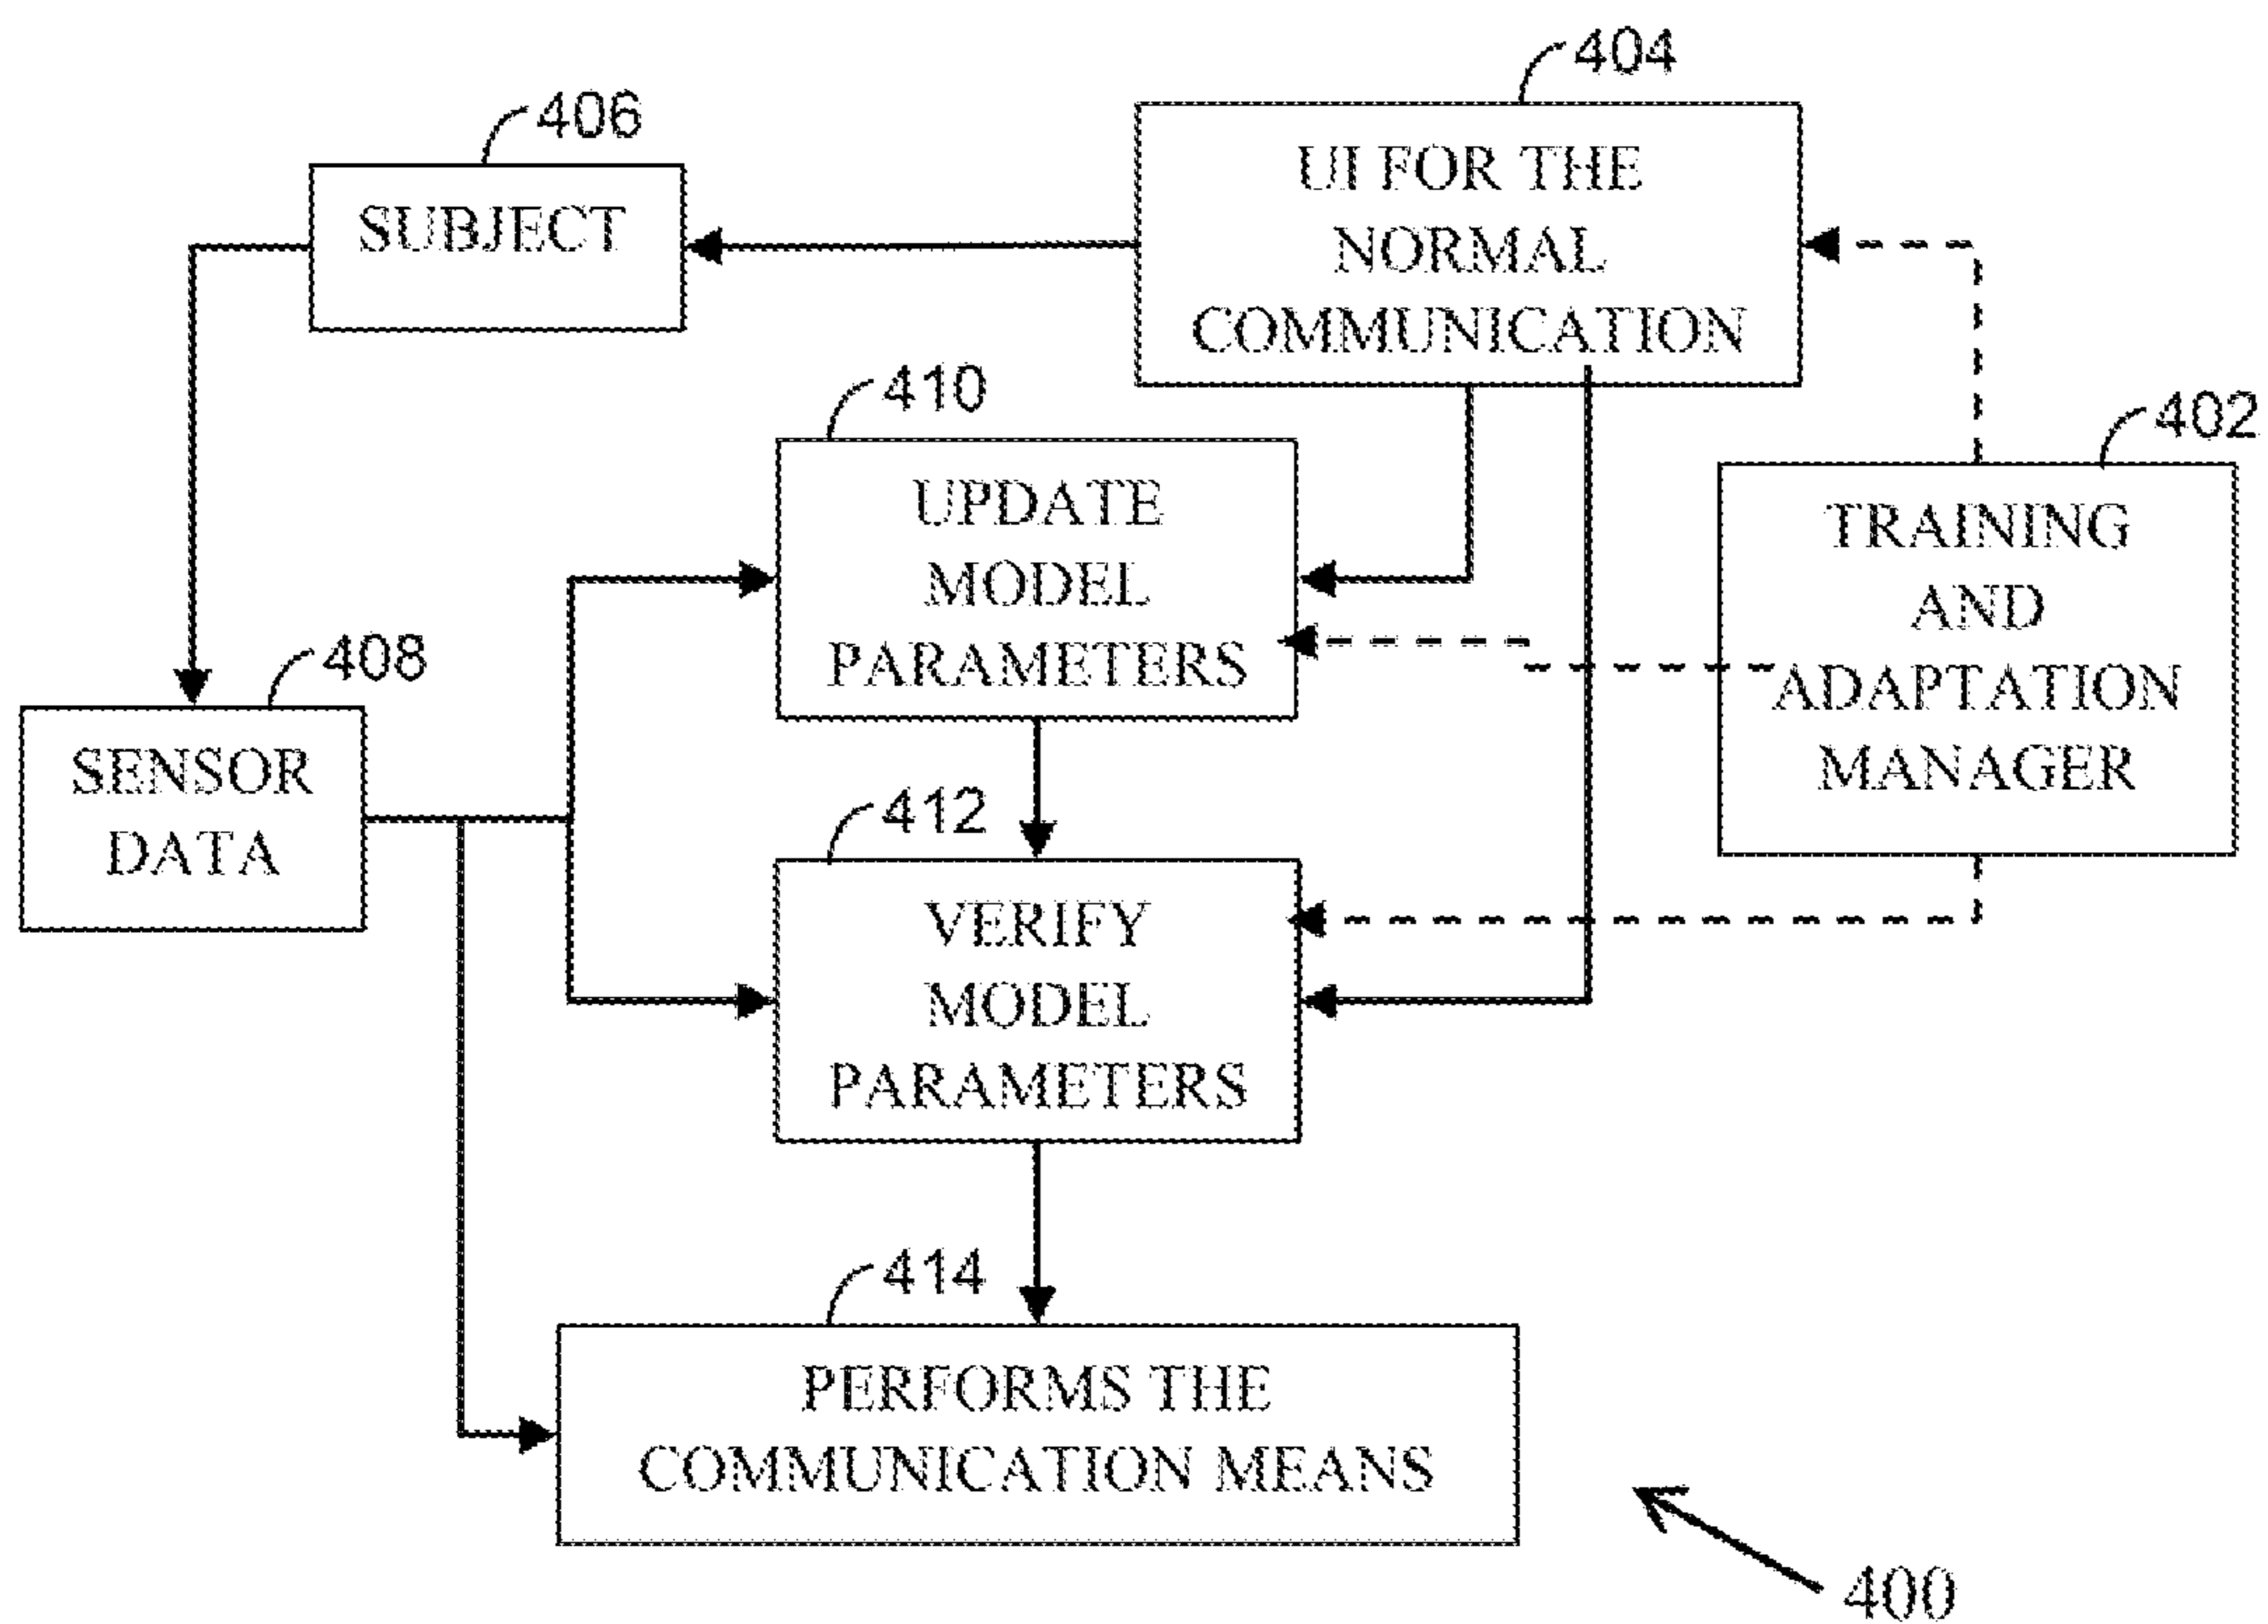 404
UI FOR THE
NORMAL
COMMUNICATION
406
SUBJECT
410
UPDATE
MODEL
PARAMETERS
402
TRAINING
AND
ADAPTATION
MANAGER
408
SENSOR
DATA
412
VERIFY
MODEL
PARAMETERS
414
PERFORMS THE
COMMUNICATION MEANS
400